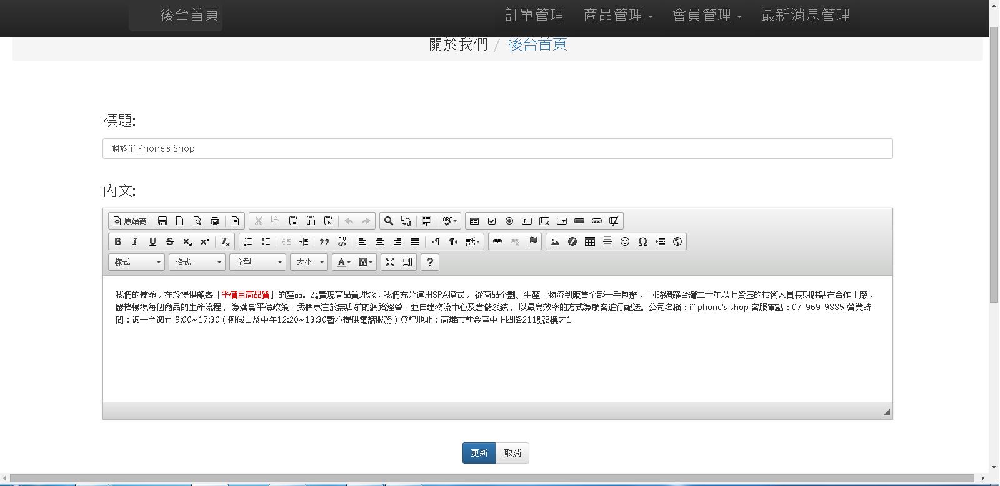 後台首頁 訂單管理 商品管理 會員管理 最新消息管理
關於我們 / 後台首頁
標題:
關於iii Phone's Shop
內文:
原始碼
樣式 格式 字型 大小
我們的使命，在於提供顧客「平價且高品質」的產品。為實現高品質理念，我們充分運用SPA模式， 從商品企劃、生產、物流到販售全部一手包辦， 同時網羅台灣二十年以上資歷的技術人員長期駐點在合作工廠，
嚴格檢視每個商品的生產流程， 為落實平價政策，我們專注於無店鋪的網路經營，並自建物流中心及倉儲系統， 以最高效率的方式為顧客進行配送。公司名稱：iii phone's shop 客服電話：07-969-9885 營業時
間：週一至週五 9:00~17:30 ( 例假日及中午12:20~13:30暫不提供電話服務 ) 登記地址：高雄市前金區中正四路211號8樓之1
更新 取消